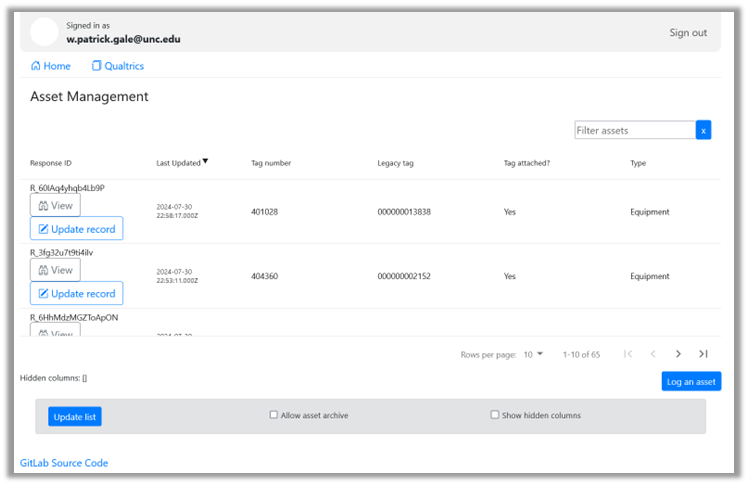 Signed in as
w.patrick.gale@unc.edu
Sign out
Home Qualtrics
Asset Management
Filter assets x
Response ID Last Updated ▼ Tag number Legacy tag Tag attached? Type
R_60IAq4yhqb4Lb9P
View
Update record
2024-07-30
22:58:17.000Z
401028 000000013838 Yes Equipment
R_3fg32u7t9ti4ilv
View
Update record
2024-07-30
22:53:11.000Z
404360 000000002152 Yes Equipment
R_6HhMdzMGZToApON
View
2024-07-30
Rows per page: 10 1-10 of 65
Hidden columns: []
Log an asset
Update list Allow asset archive Show hidden columns
GitLab Source Code